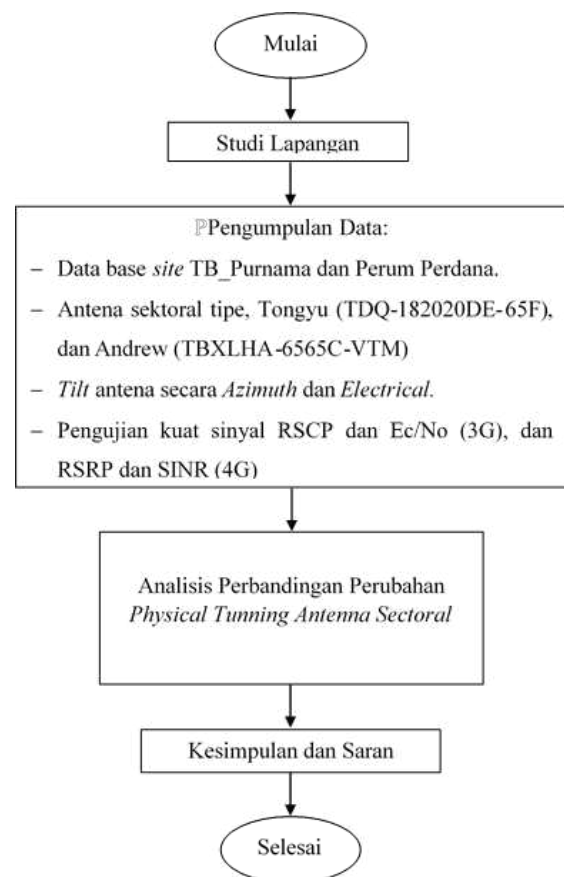 Mulai
Studi Lapangan
ℙPengumpulan Data:
– Data base site TB_Purnama dan Perum Perdana.
– Antena sektoral tipe, Tongyu (TDQ-182020DE-65F),
dan Andrew (TBXLHA-6565C-VTM)
– Tilt antena secara Azimuth dan Electrical.
– Pengujian kuat sinyal RSCP dan Ec/No (3G), dan
RSRP dan SINR (4G)
Analisis Perbandingan Perubahan
Physical Tunning Antenna Sectoral
Kesimpulan dan Saran
Selesai